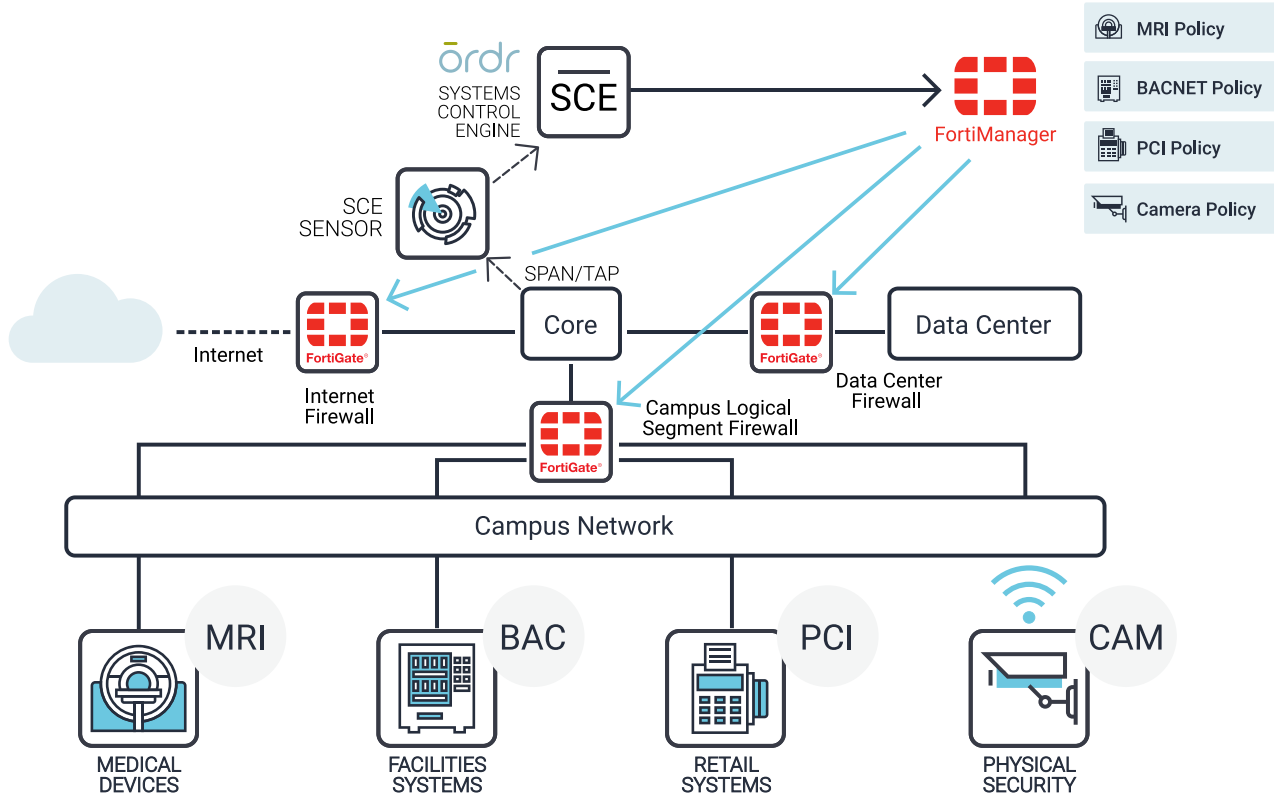 ōrdr
SYSTEMS
CONTROL
ENGINE
SCE
FortiManager
MRI Policy
BACNET Policy
PCI Policy
Camera Policy
SCE
SENSOR
SPAN/TAP
Internet
FortiGate®
Internet
Firewall
Core
FortiGate®
Data Center
Firewall
Data Center
FortiGate®
Campus Logical
Segment Firewall
Campus Network
MRI
BAC
PCI
CAM
MEDICAL
DEVICES
FACILITIES
SYSTEMS
RETAIL
SYSTEMS
PHYSICAL
SECURITY